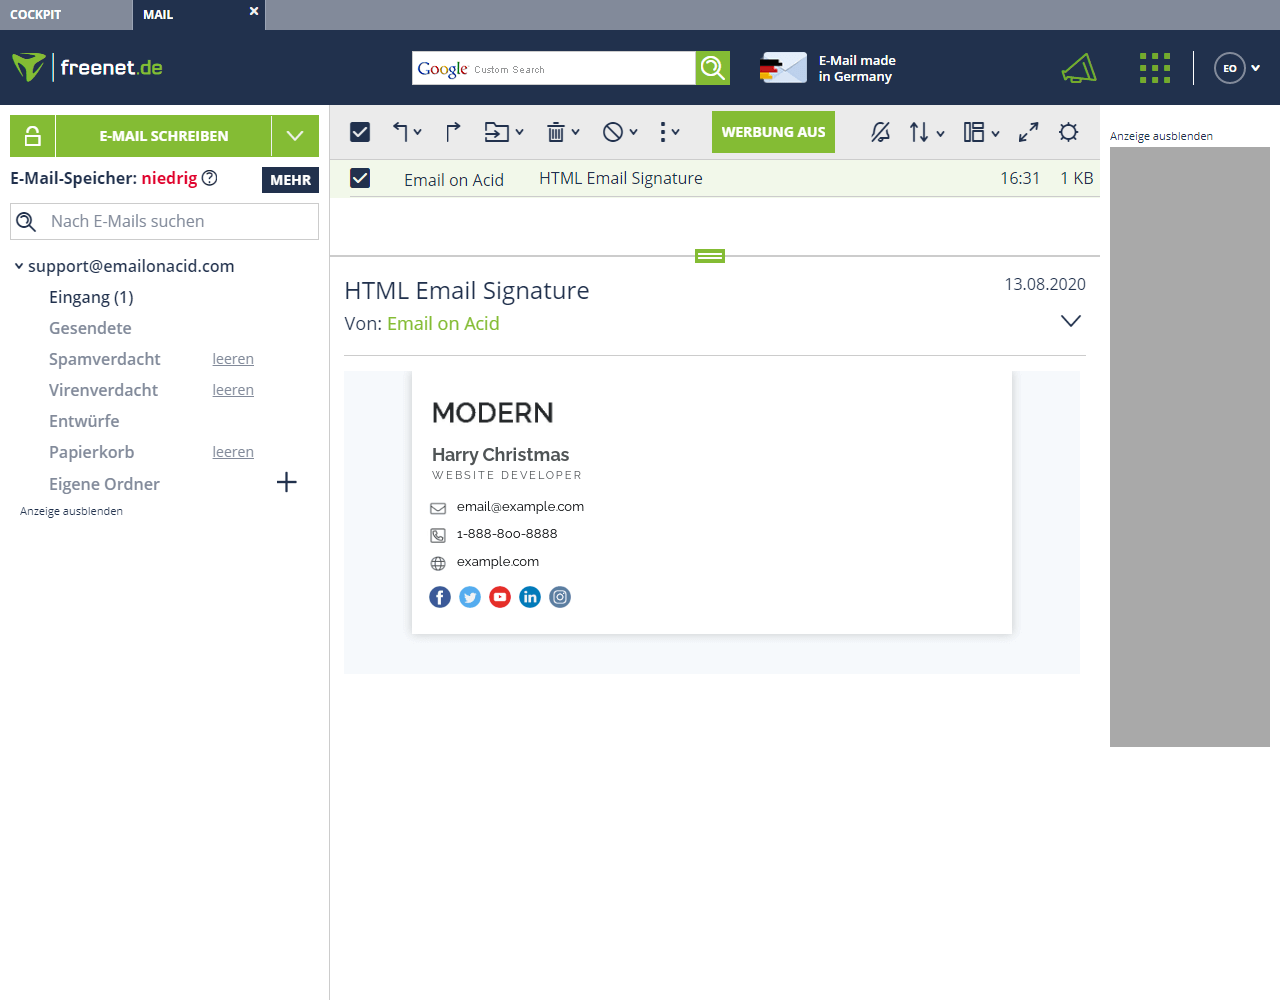 COCKPIT
MAIL
freenet.de
Google Custom Search
E-Mail made
in Germany
EO
E-MAIL SCHREIBEN
WERBUNG AUS
Anzeige ausblenden
E-Mail-Speicher: niedrig
MEHR
Email on Acid
HTML Email Signature
16:31
1 KB
Nach E-Mails suchen
support@emailonacid.com
Eingang (1)
Gesendete
Spamverdacht leeren
Virenverdacht leeren
Entwürfe
Papierkorb leeren
Eigene Ordner
Anzeige ausblenden
HTML Email Signature
13.08.2020
Von: Email on Acid
MODERN
Harry Christmas
WEBSITE DEVELOPER
email@example.com
1-888-800-8888
example.com